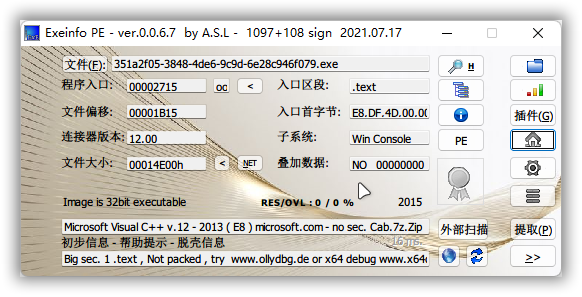 Exeinfo PE - ver.0.0.6.7 by A.S.L - 1097+108 sign 2021.07.17
文件(F): 351a2f05-3848-4de6-9c9d-6e28c946f079.exe H
程序入口: 00002715 oc < 入口区段: .text
文件偏移: 00001B15 入口首字节: E8.DF.4D.00.00 插件(G)
连接器版本: 12.00 子系统: Win Console PE
文件大小: 00014E00h < NET 叠加数据: NO 00000000
Image is 32bit executable RES/OVL : 0 / 0 % 2015
Microsoft Visual C++ v.12 - 2013 ( E8 ) microsoft.com - no sec. Cab.7z.Zip 外部扫描 提取(P)
初步信息 - 帮助提示 - 脱壳信息 16 ms.
Big sec. 1 .text , Not packed , try www.ollydbg.de or x64 debug www.x64 >>